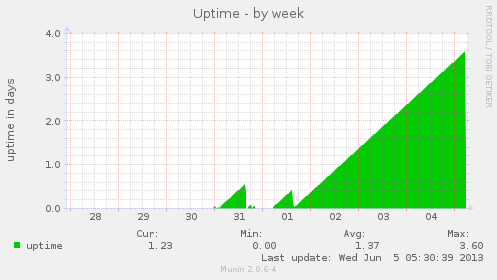 Uptime - by week
RRDTOOL / TOBI OETIKER
uptime in days
4.0
3.0
2.0
1.0
0.0
28 29 30 31 01 02 03 04
Cur: Min: Avg: Max:
uptime 1.23 0.00 1.37 3.60
Last update: Wed Jun 5 05:30:39 2013
Munin 2.0.6-4